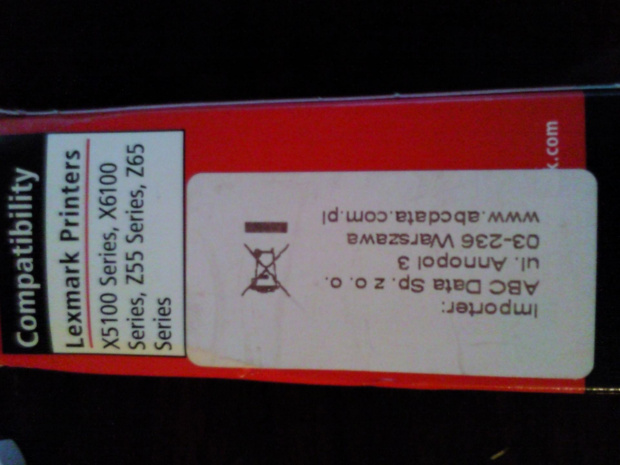 Compatibility
Lexmark Printers
X5100 Series, X6100
Series, Z55 Series, Z65
Series
Importer:
ABC Data Sp. z o.o.
ul. Annopol 3
03-236 Warszawa
www.abcdata.com.pl
.com